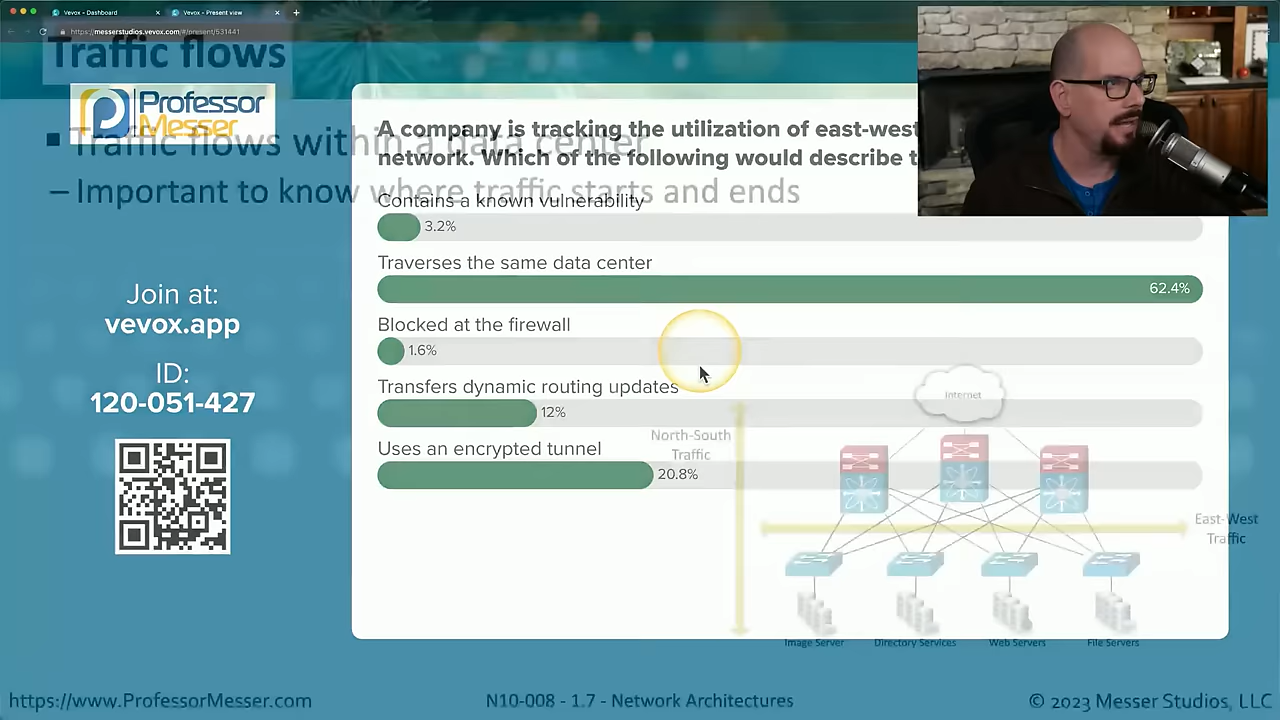 Vevox - Dashboard
Vevox - Present view
https://messerstudios.vevox.com/#/present/531441
Traffic flows
Professor
Messer
▪ Traffic flows within a data center
– Important to know where traffic starts and ends
A company is tracking the utilization of east-west
network. Which of the following would describe t
Contains a known vulnerability
3.2%
Traverses the same data center
62.4%
Blocked at the firewall
1.6%
Transfers dynamic routing updates
12%
Uses an encrypted tunnel
20.8%
Join at:
vevox.app
ID:
120-051-427
Internet
North-South
Traffic
East-West
Traffic
Image Server
Directory Services
Web Servers
File Servers
https://www.ProfessorMesser.com
N10-008 - 1.7 - Network Architectures
© 2023 Messer Studios, LLC